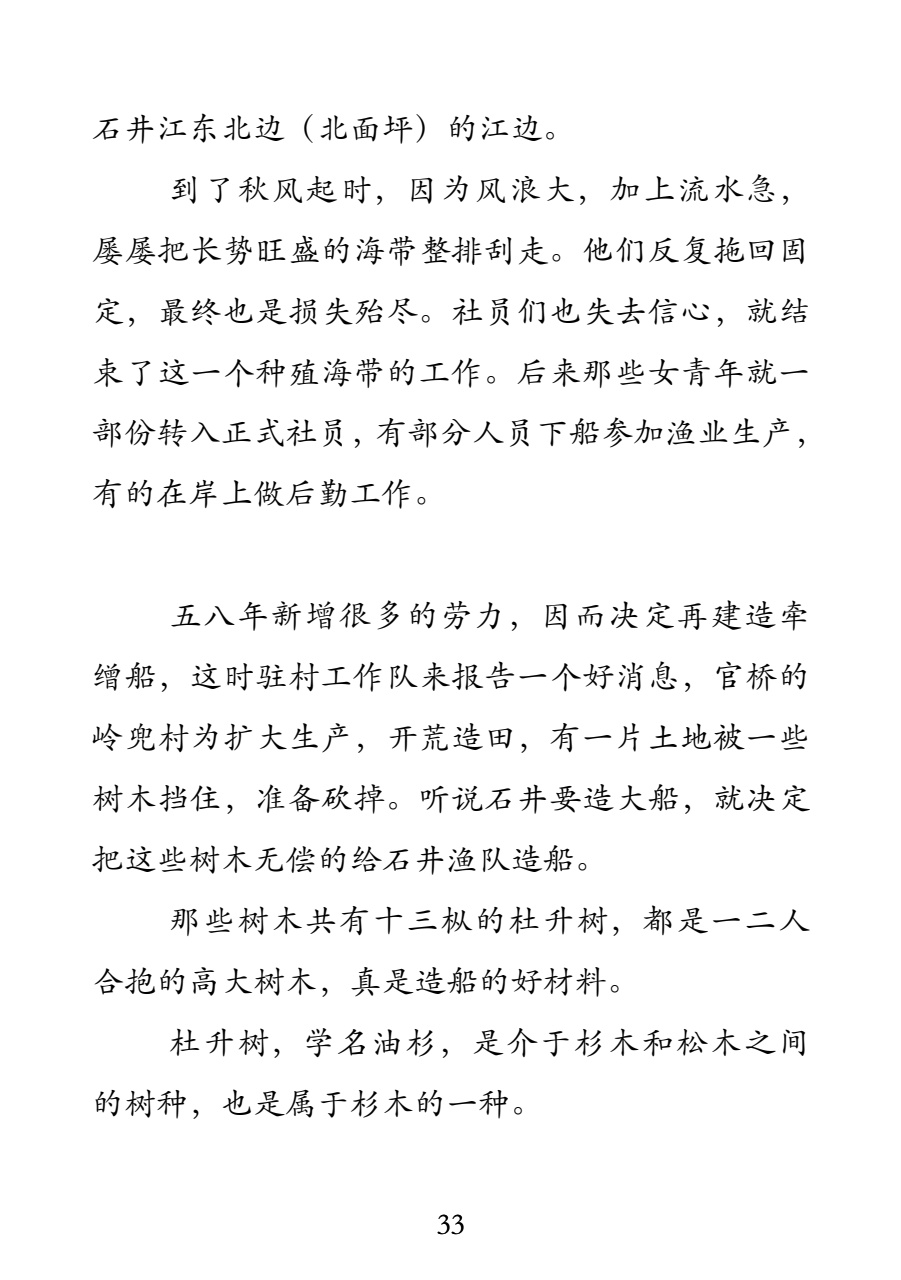 石井江东北边（北面坪）的江边。
到了秋风起时，因为风浪大，加上流水急，
屡屡把长势旺盛的海带整排刮走。他们反复拖回固
定，最终也是损失殆尽。社员们也失去信心，就结
束了这一个种殖海带的工作。后来那些女青年就一
部份转入正式社员，有部分人员下船参加渔业生产，
有的在岸上做后勤工作。
五八年新增很多的劳力，因而决定再建造牵
缯船，这时驻村工作队来报告一个好消息，官桥的
岭兜村为扩大生产，开荒造田，有一片土地被一些
树木挡住，准备砍掉。听说石井要造大船，就决定
把这些树木无偿的给石井渔队造船。
那些树木共有十三枞的杜升树，都是一二人
合抱的高大树木，真是造船的好材料。
杜升树，学名油杉，是介于杉木和松木之间
的树种，也是属于杉木的一种。
33